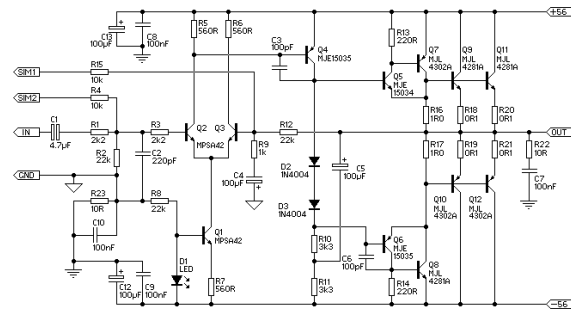 +56
C13
100µF
C8
100nF
R5
560R
R6
560R
C3
100pF
Q4
MJE15035
R13
220R
Q7
MJL
4302A
Q9
MJL
4281A
Q11
MJL
4281A
SIM1
R15
10k
SIM2
R4
10k
Q5
MJE
15034
R16
1R0
R18
0R1
R20
0R1
IN
C1
4.7µF
R1
2k2
R3
2k2
Q2
Q3
MPSA42
R12
22k
OUT
R2
22k
C2
220pF
R9
1k
C4
100µF
D2
1N4004
C5
100µF
R17
1R0
R19
0R1
R21
0R1
R22
10R
C7
100nF
GND
R23
10R
R8
22k
D3
1N4004
Q10
MJL
4302A
Q12
MJL
4302A
C10
100nF
Q1
MPSA42
R10
3k3
Q6
MJE
15035
C6
100pF
Q8
MJL
4281A
D1
LED
C12
100µF
C9
100nF
R7
560R
R11
3k3
R14
220R
-56